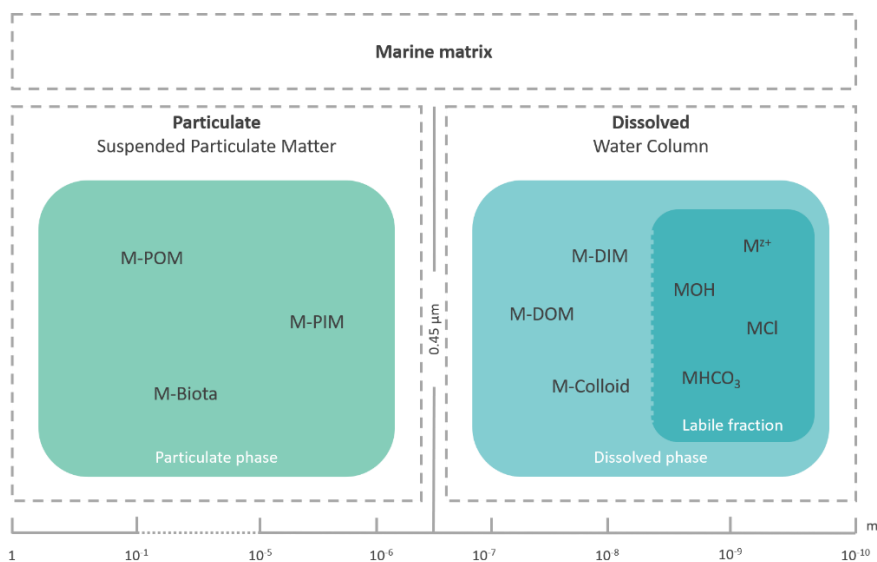 Marine matrix
Particulate
Suspended Particulate Matter
M-POM
M-PIM
M-Biota
Particulate phase
0.45 µm
Dissolved
Water Column
M-DIM
M-DOM
M-Colloid
Mᶻ⁺
MOH
MCl
MHCO₃
Labile fraction
Dissolved phase
1 10⁻¹ 10⁻⁵ 10⁻⁶ 10⁻⁷ 10⁻⁸ 10⁻⁹ 10⁻¹⁰ m